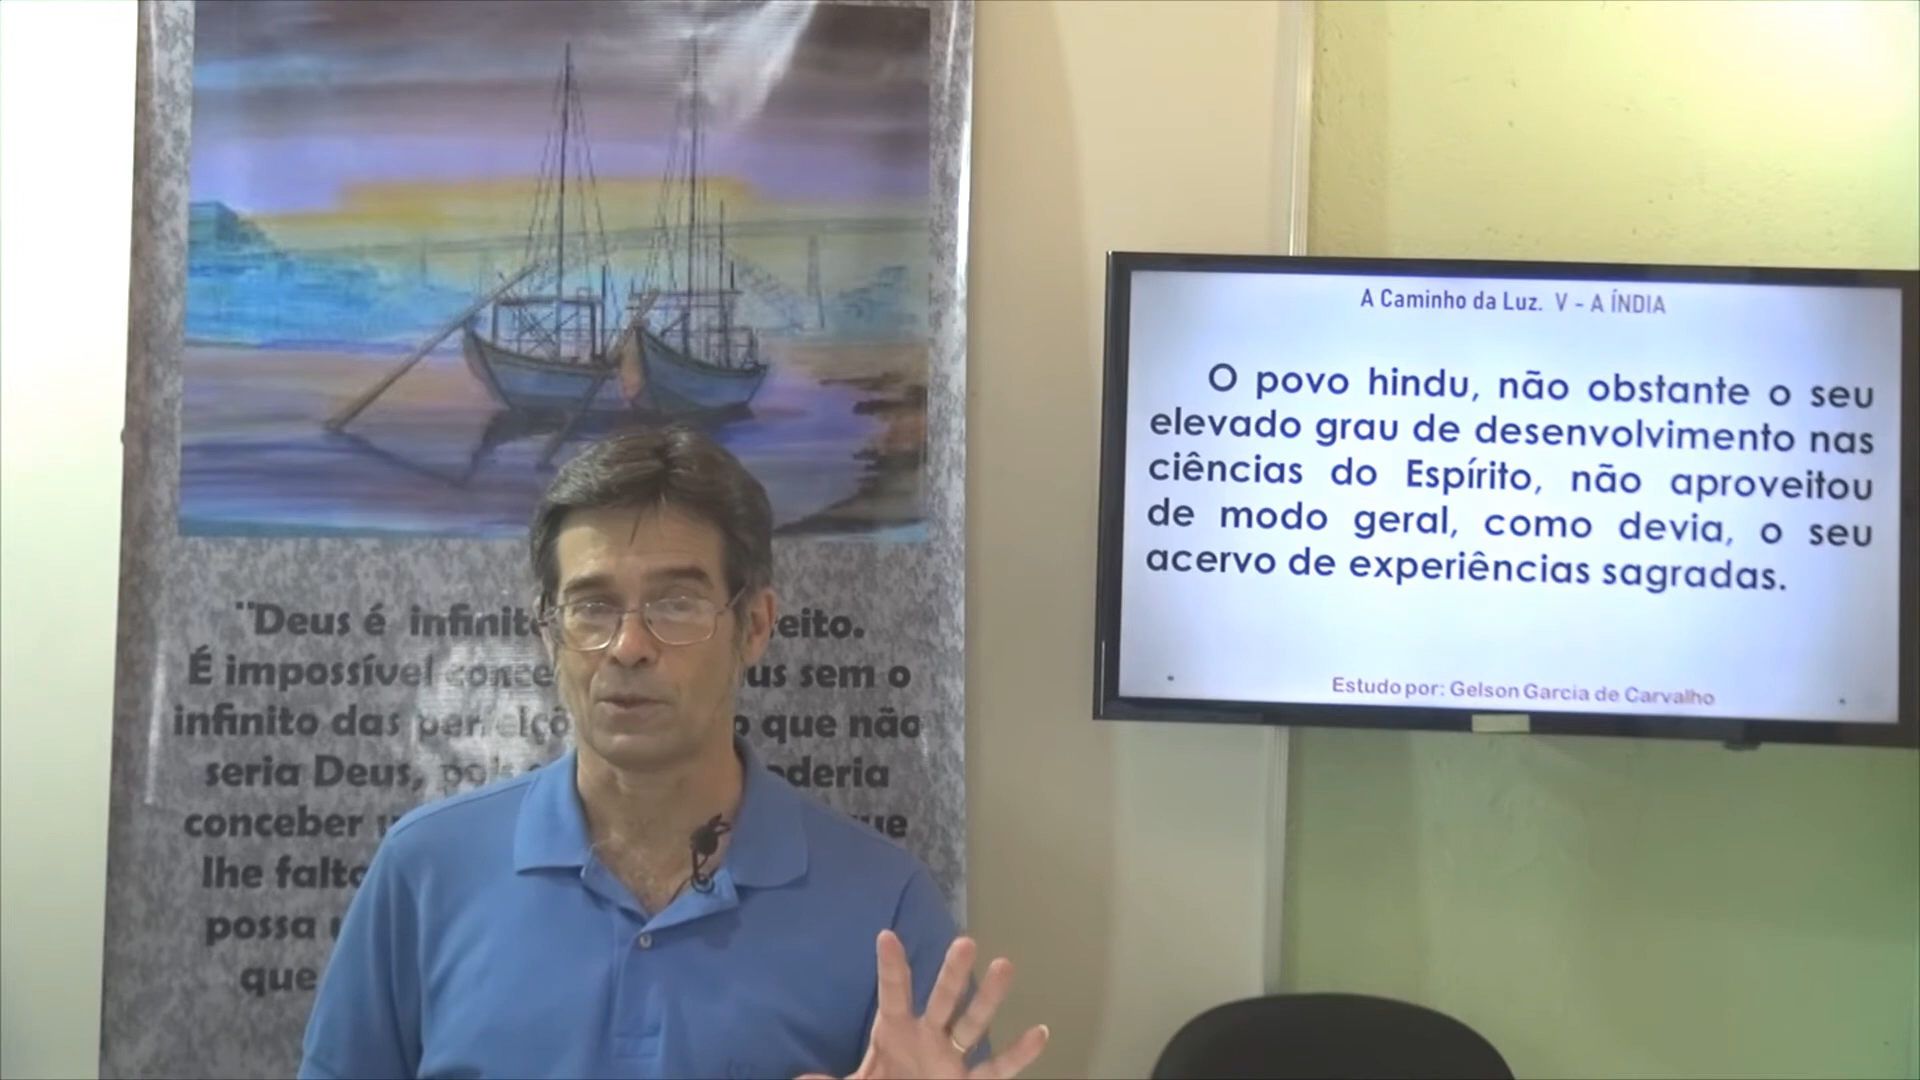 A Caminho da Luz. V - A ÍNDIA
O povo hindu, não obstante o seu
elevado grau de desenvolvimento nas
ciências do Espírito, não aproveitou
de modo geral, como devia, o seu
acervo de experiências sagradas.
Estudo por: Gelson Garcia de Carvalho
¨Deus é
É impossível sem o
infinito das que não
seria Deus,
conceber
lhe
possa
que